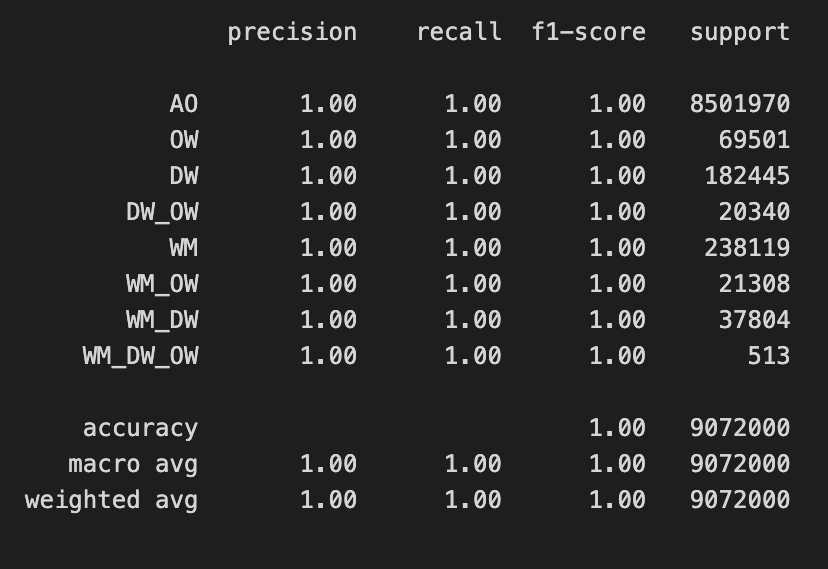 precision recall f1-score support
AO 1.00 1.00 1.00 8501970
OW 1.00 1.00 1.00 69501
DW 1.00 1.00 1.00 182445
DW_OW 1.00 1.00 1.00 20340
WM 1.00 1.00 1.00 238119
WM_OW 1.00 1.00 1.00 21308
WM_DW 1.00 1.00 1.00 37804
WM_DW_OW 1.00 1.00 1.00 513
accuracy 1.00 9072000
macro avg 1.00 1.00 1.00 9072000
weighted avg 1.00 1.00 1.00 9072000